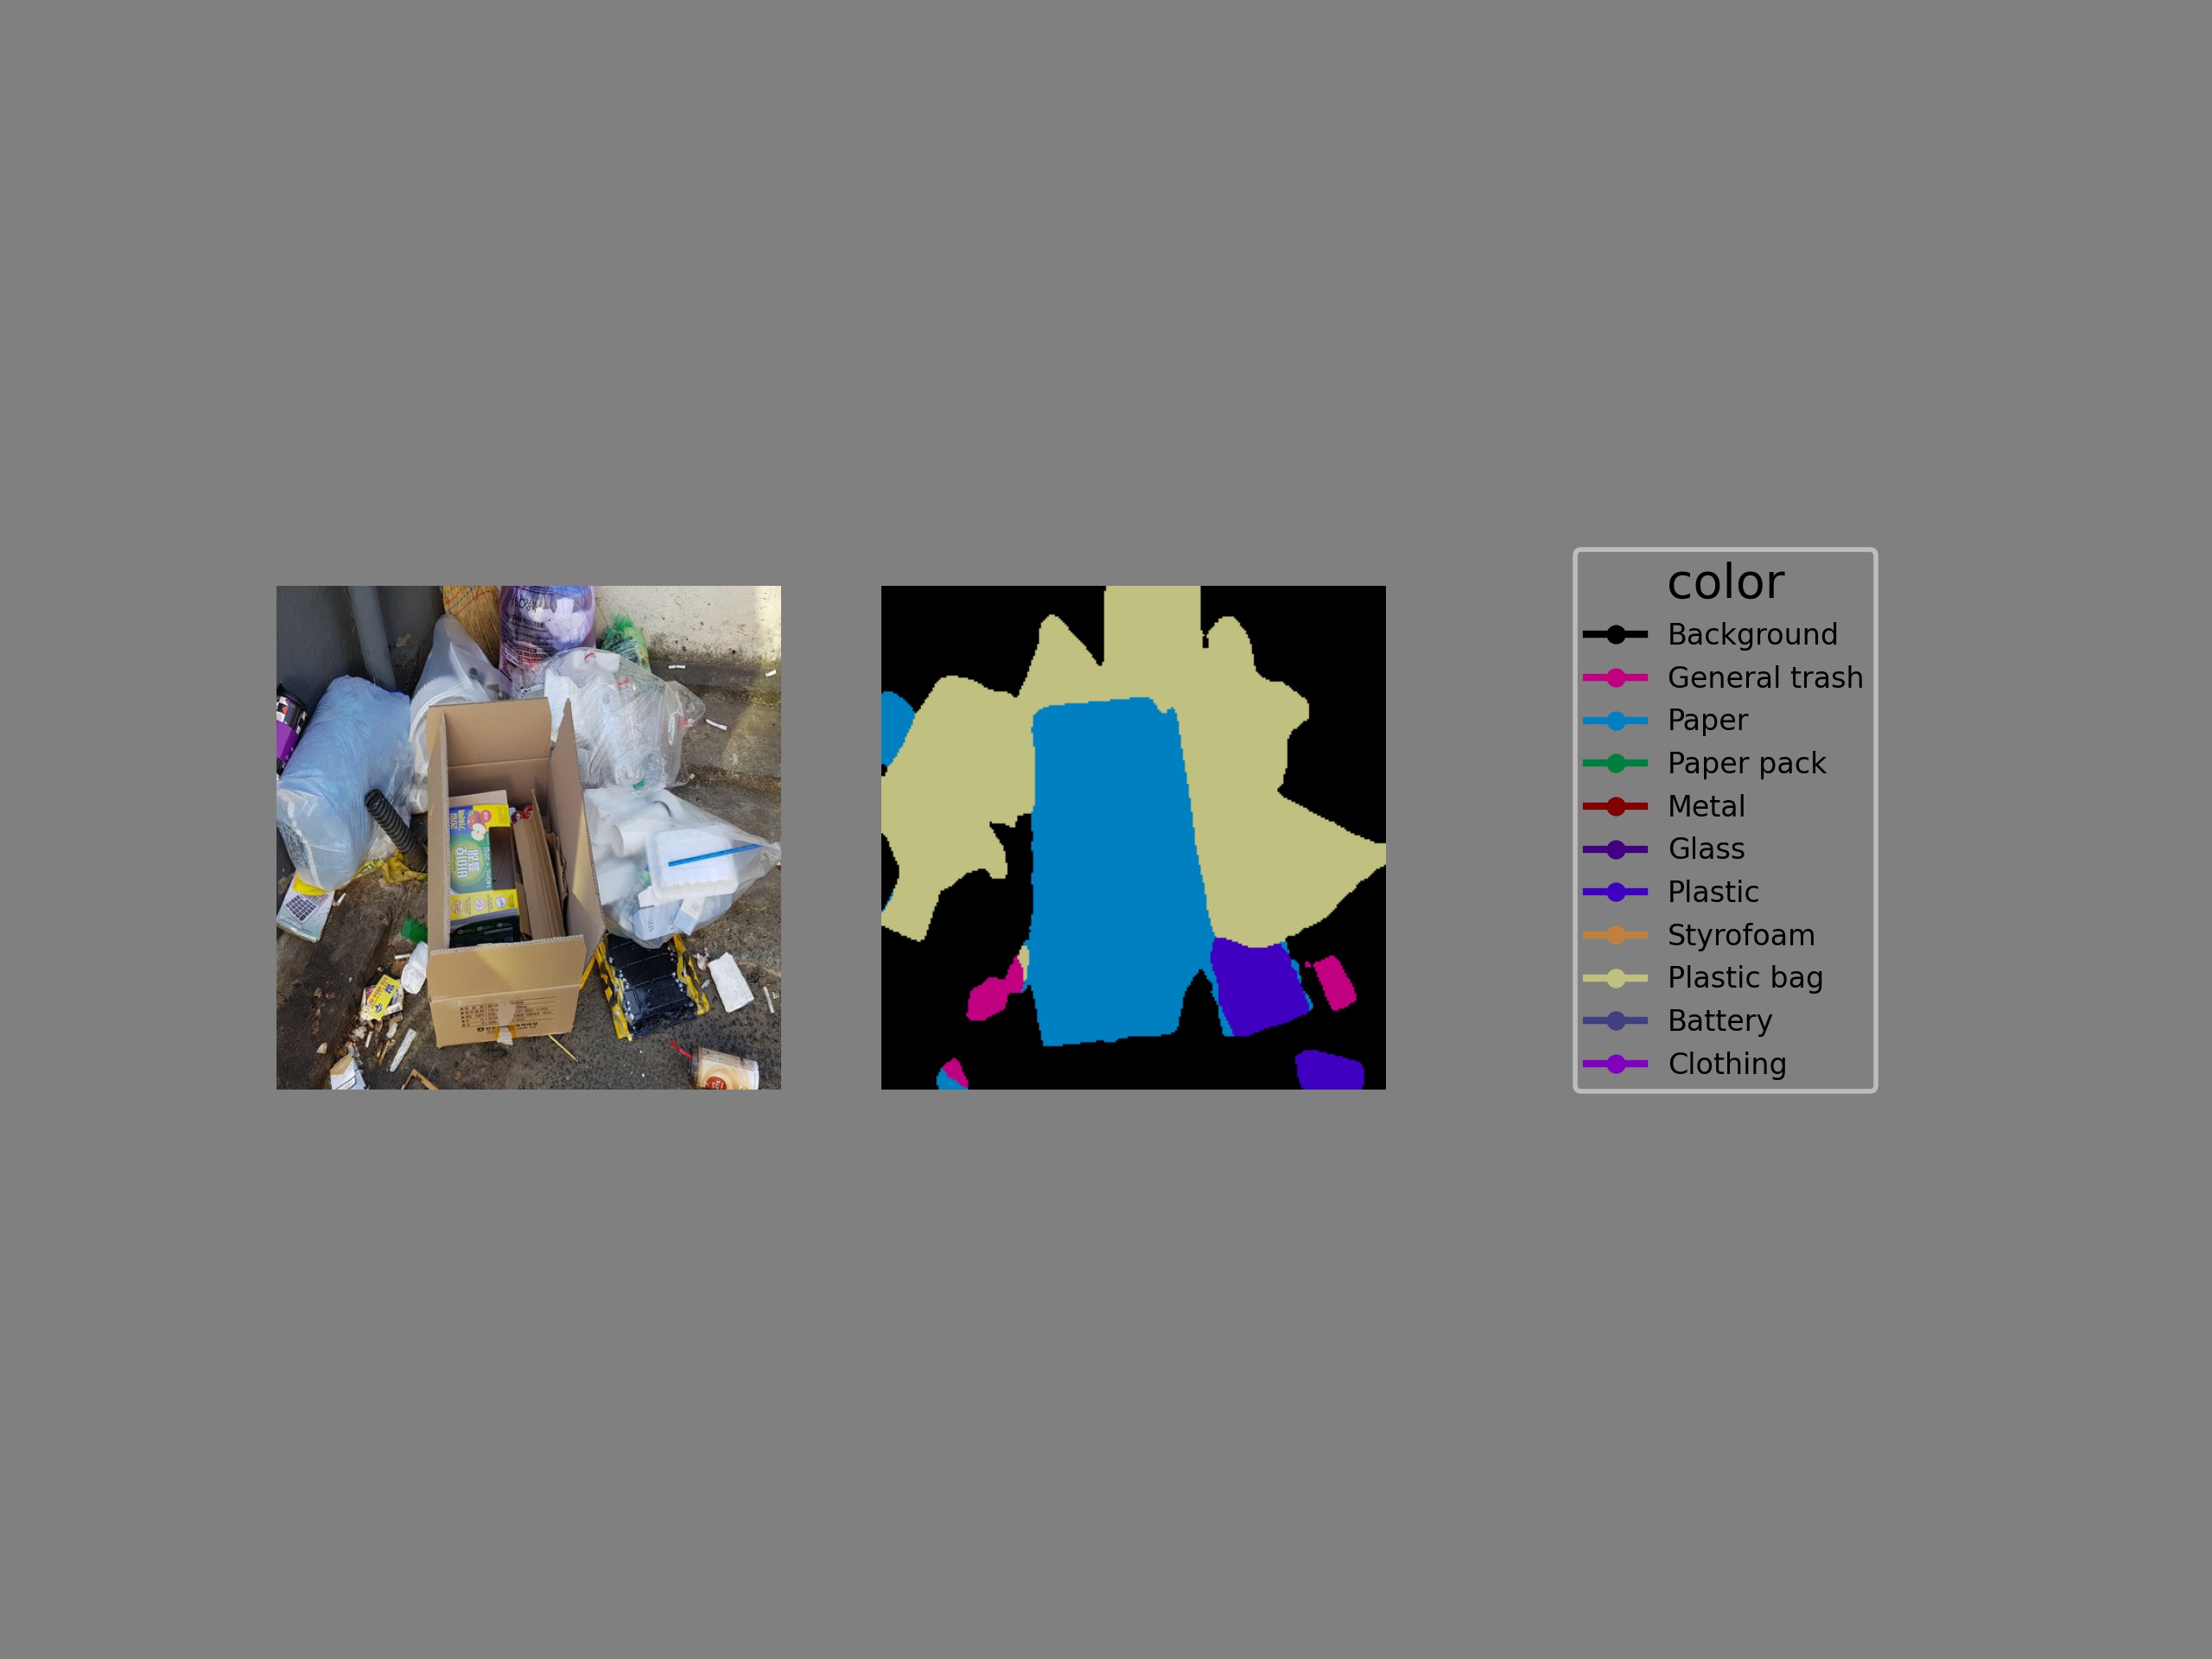 color
Background
General trash
Paper
Paper pack
Metal
Glass
Plastic
Styrofoam
Plastic bag
Battery
Clothing